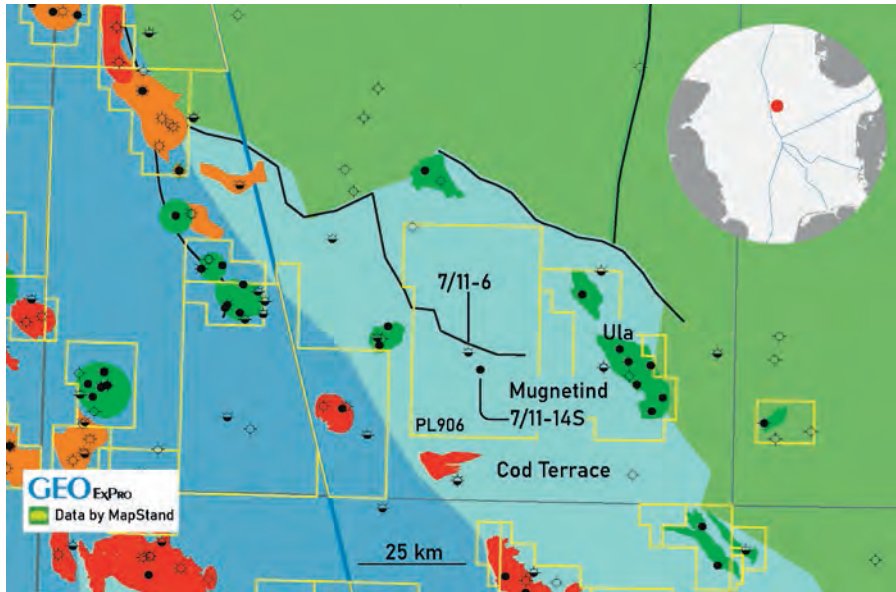 7/11-6
Ula
Mugnetind
7/11-14S
PL906
Cod Terrace
GEO ExPRO
Data by MapStand
25 km